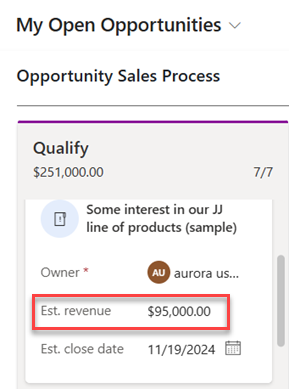 My Open Opportunities
Opportunity Sales Process
Qualify
$251,000.00 7/7
Some interest in our JJ
line of products (sample)
Owner * AU aurora us...
Est. revenue $95,000.00
Est. close date 11/19/2024